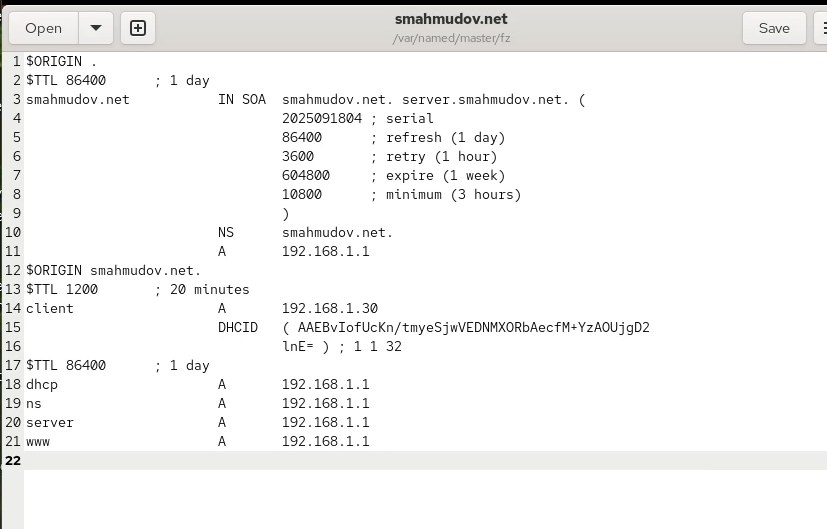 Open
smahmudov.net
/var/named/master/fz
Save
1 $ORIGIN .
2 $TTL 86400 ; 1 day
3 smahmudov.net IN SOA smahmudov.net. server.smahmudov.net. (
4 2025091804 ; serial
5 86400 ; refresh (1 day)
6 3600 ; retry (1 hour)
7 604800 ; expire (1 week)
8 10800 ; minimum (3 hours)
9 )
10 NS smahmudov.net.
11 A 192.168.1.1
12 $ORIGIN smahmudov.net.
13 $TTL 1200 ; 20 minutes
14 client A 192.168.1.30
15 DHCID ( AAEBvIofUcKn/tmyeSjwVEDNMXORbAecfM+YzAOUjgD2
16 lnE= ) ; 1 1 32
17 $TTL 86400 ; 1 day
18 dhcp A 192.168.1.1
19 ns A 192.168.1.1
20 server A 192.168.1.1
21 www A 192.168.1.1
22